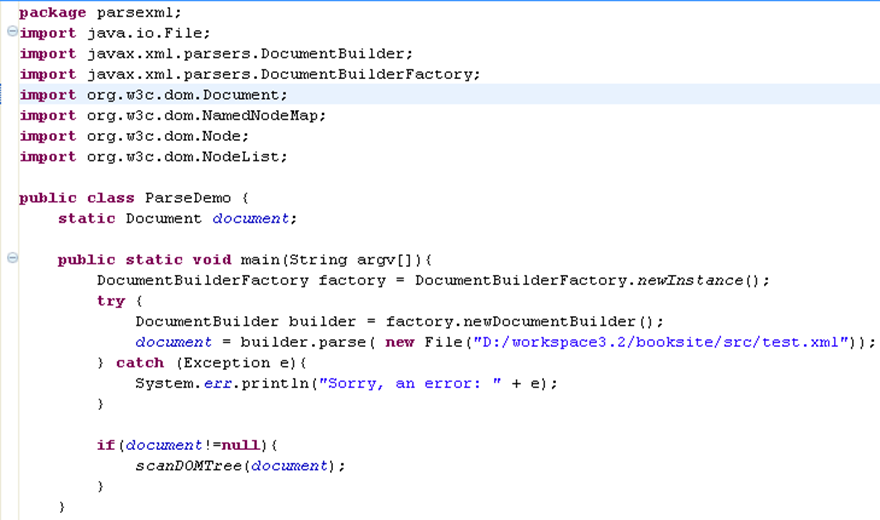 package parsexml;
import java.io.File;
import javax.xml.parsers.DocumentBuilder;
import javax.xml.parsers.DocumentBuilderFactory;
import org.w3c.dom.Document;
import org.w3c.dom.NamedNodeMap;
import org.w3c.dom.Node;
import org.w3c.dom.NodeList;

public class ParseDemo {
    static Document document;

    public static void main(String argv[]){
        DocumentBuilderFactory factory = DocumentBuilderFactory.newInstance();
        try {
            DocumentBuilder builder = factory.newDocumentBuilder();
            document = builder.parse( new File("D:/workspace3.2/booksite/src/test.xml"));
        } catch (Exception e){
            System.err.println("Sorry, an error: " + e);
        }

        if(document!=null){
            scanDOMTree(document);
        }
    }